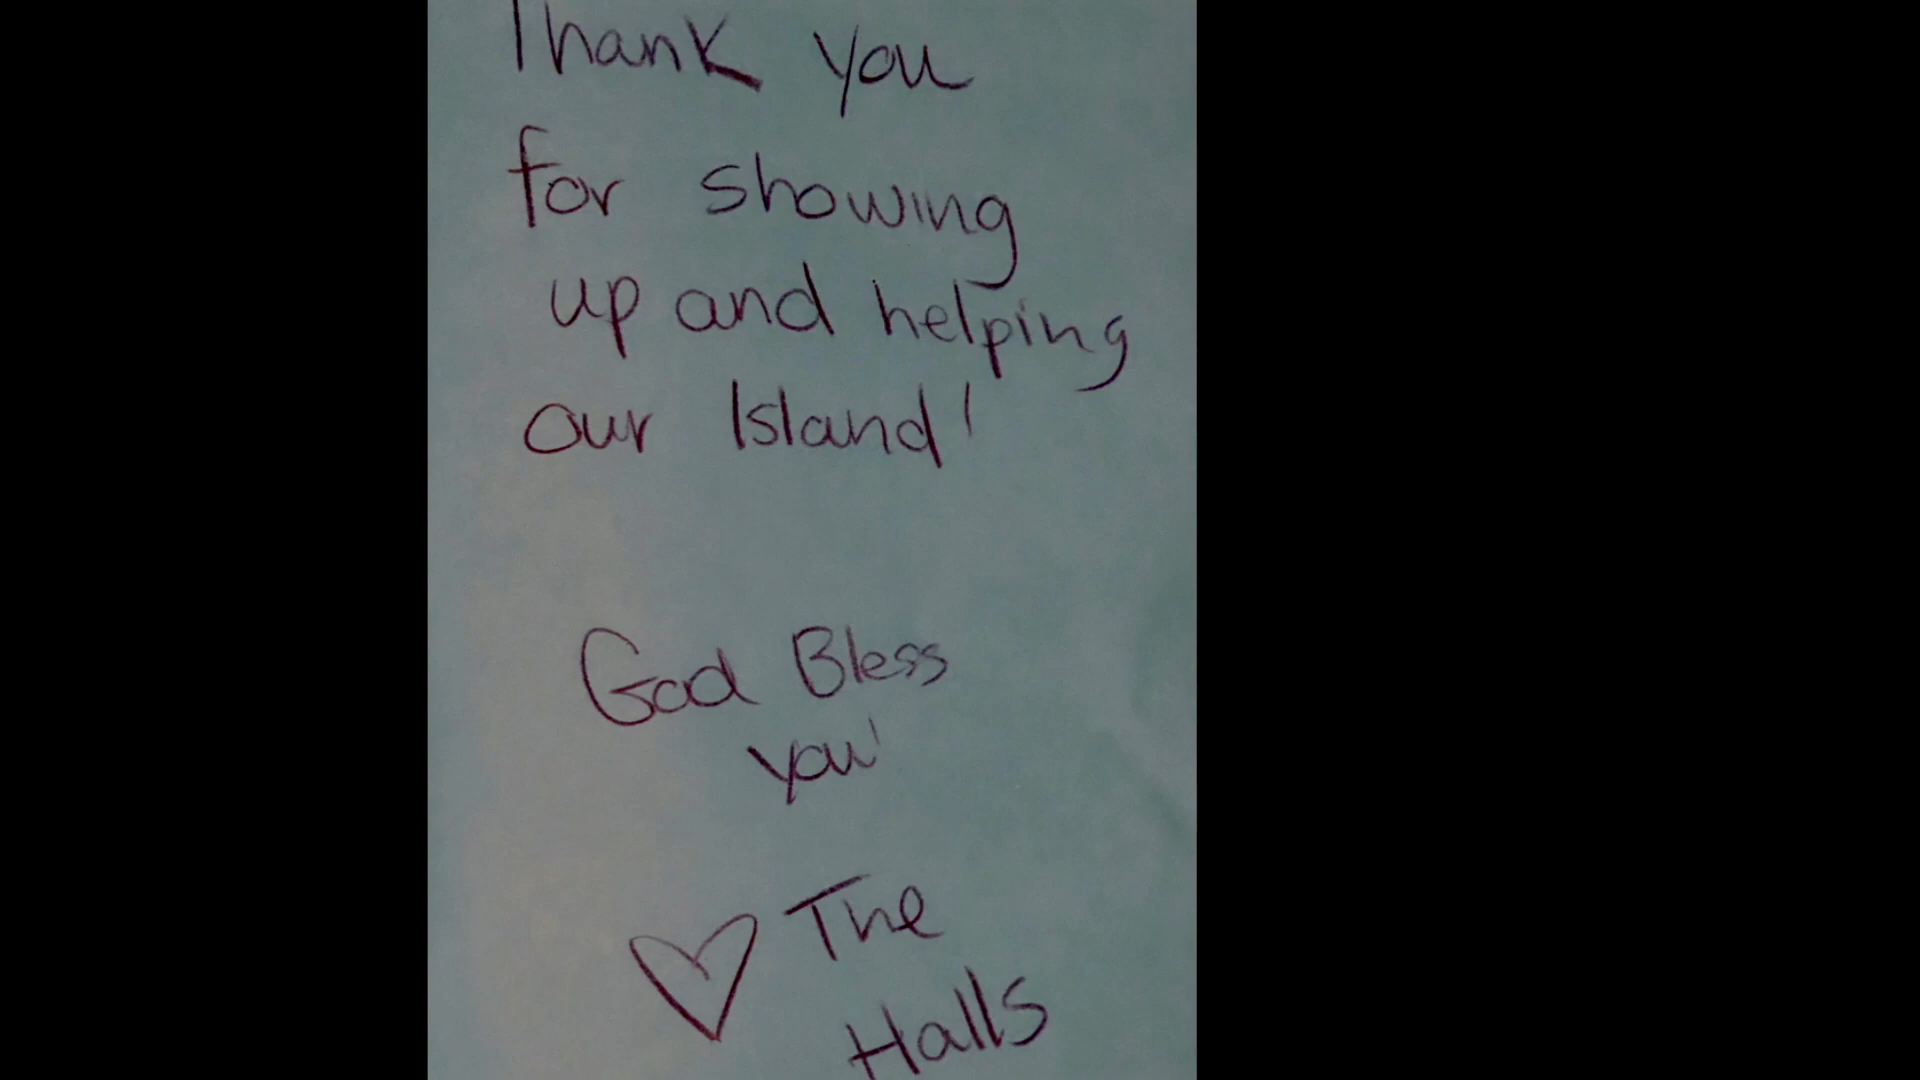 Thank you
for showing
up and helping
our Island!
God Bless
you!
The
Halls